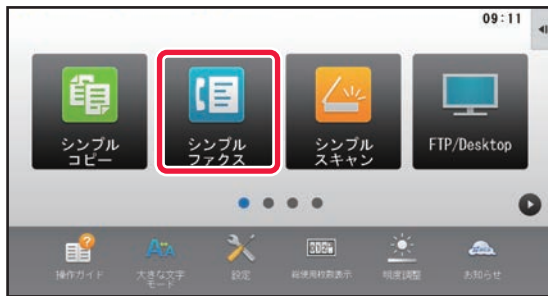 09:11
シンプル
コピー
シンプル
ファクス
シンプル
スキャン
FTP/Desktop
操作ガイド
大きな文字
モード
設定
総使用枚数表示
明度調整
お知らせ